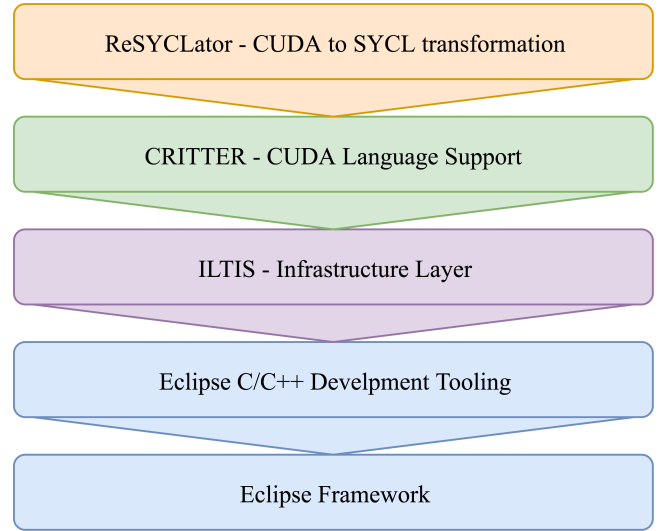 ReSYCLator - CUDA to SYCL transformation
CRITTER - CUDA Language Support
ILTIS - Infrastructure Layer
Eclipse C/C++ Develpment Tooling
Eclipse Framework